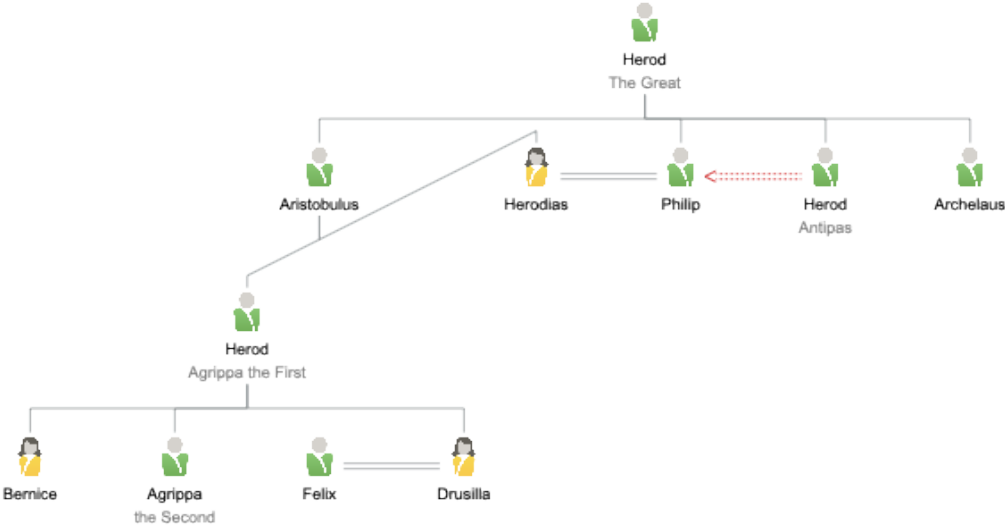 Herod
The Great
Aristobulus
Herodias
Philip
Herod
Antipas
Archelaus
Herod
Agrippa the First
Bernice
Agrippa
the Second
Felix
Drusilla